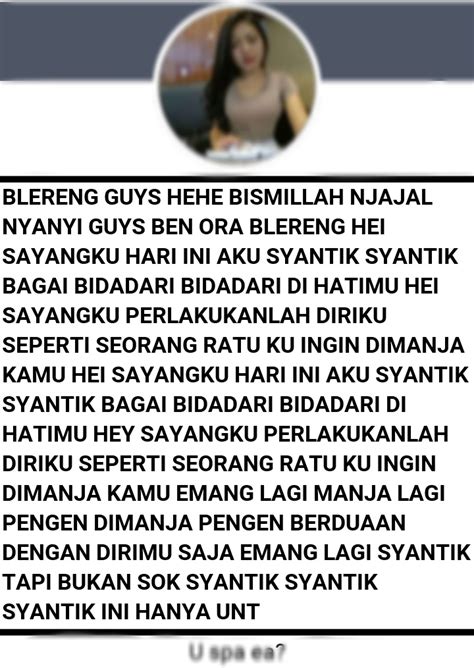 BLERENG GUYS HEHE BISMILLAH NJAJAL
NYANYI GUYS BEN ORA BLERENG HEI
SAYANGKU HARI INI AKU SYANTIK SYANTIK
BAGAI BIDADARI BIDADARI DI HATIMU HEI
SAYANGKU PERLAKUKANLAH DIRIKU
SEPERTI SEORANG RATU KU INGIN DIMANJA
KAMU HEI SAYANGKU HARI INI AKU SYANTIK
SYANTIK BAGAI BIDADARI BIDADARI DI
HATIMU HEY SAYANGKU PERLAKUKANLAH
DIRIKU SEPERTI SEORANG RATU KU INGIN
DIMANJA KAMU EMANG LAGI MANJA LAGI
PENGEN DIMANJA PENGEN BERDUAAN
DENGAN DIRIMU SAJA EMANG LAGI SYANTIK
TAPI BUKAN SOK SYANTIK SYANTIK
SYANTIK INI HANYA UNT
U spa ea?